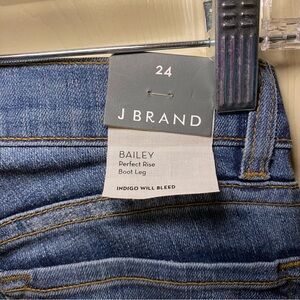 24
J BRAND
BAILEY
Perfect Rise
Boot Leg
INDIGO WILL BLEED